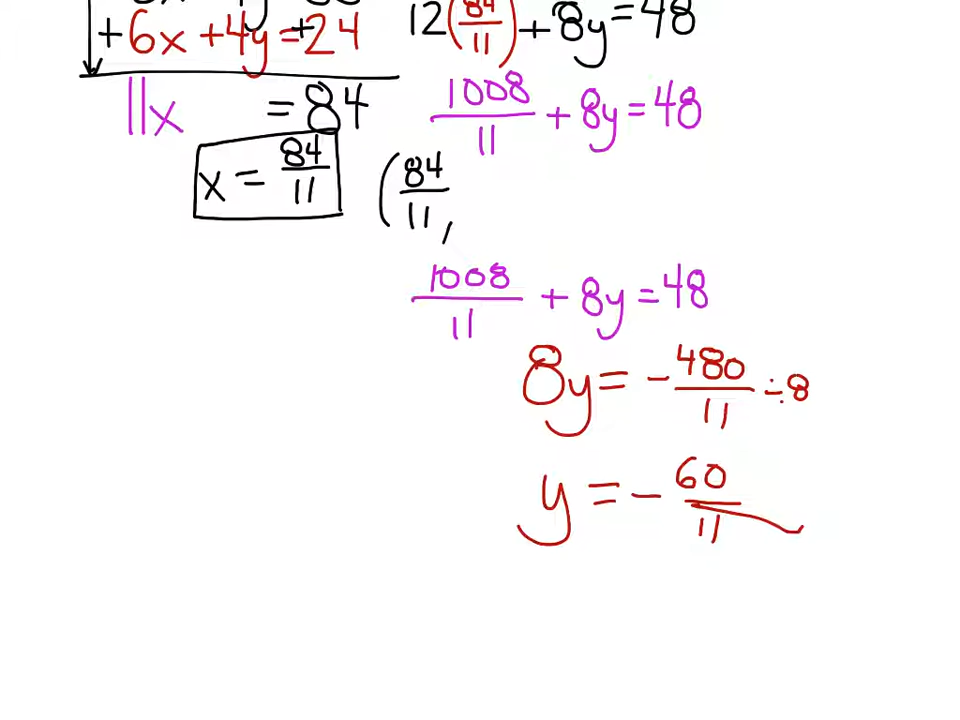 +6x +4y = 24
11x = 84
x = 84/11
(84/11,
12(84/11) + 8y = 48
1008/11 + 8y = 48
1008/11 + 8y = 48
8y = - 480/11 ÷ 8
y = - 60/11